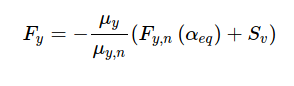 F_y = -\frac{\mu_y}{\mu_{y,n}} (F_{y,n} (\alpha_{eq}) + S_v)